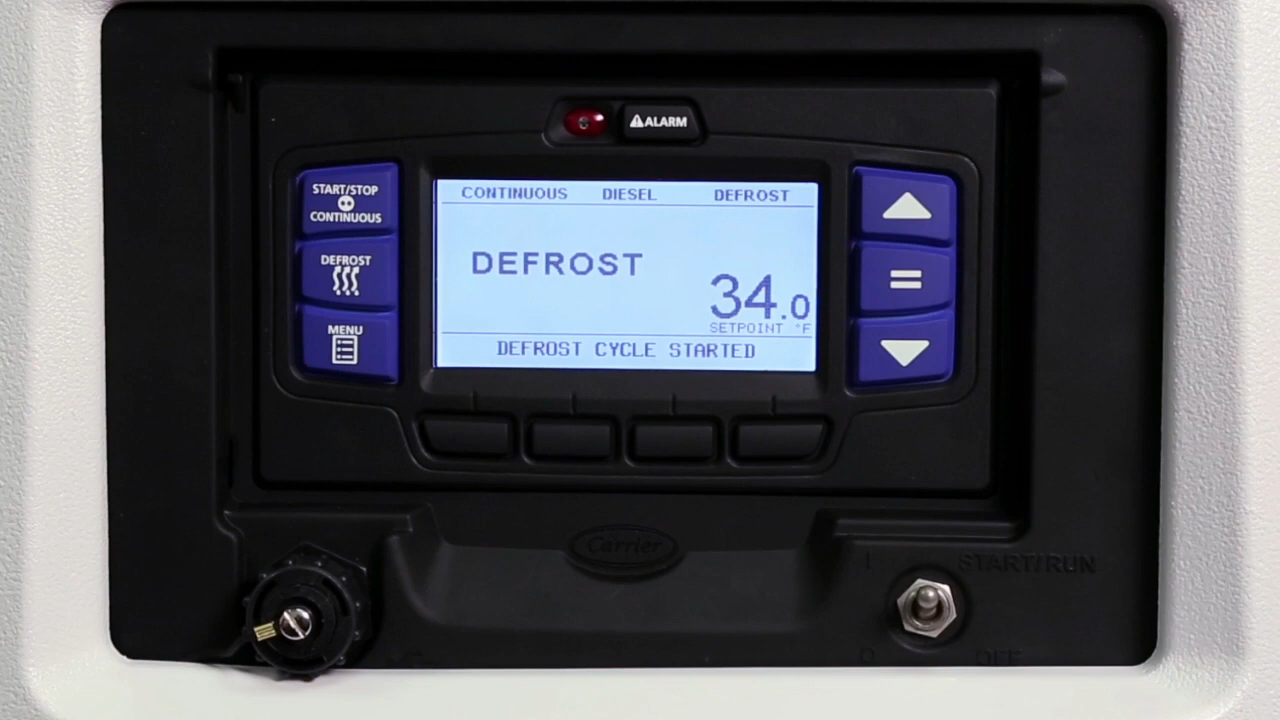 ALARM
START/STOP
CONTINUOUS
DEFROST
MENU
CONTINUOUS DIESEL DEFROST
DEFROST
34.0
SETPOINT °F
DEFROST CYCLE STARTED
Carrier
I START/RUN
O OFF